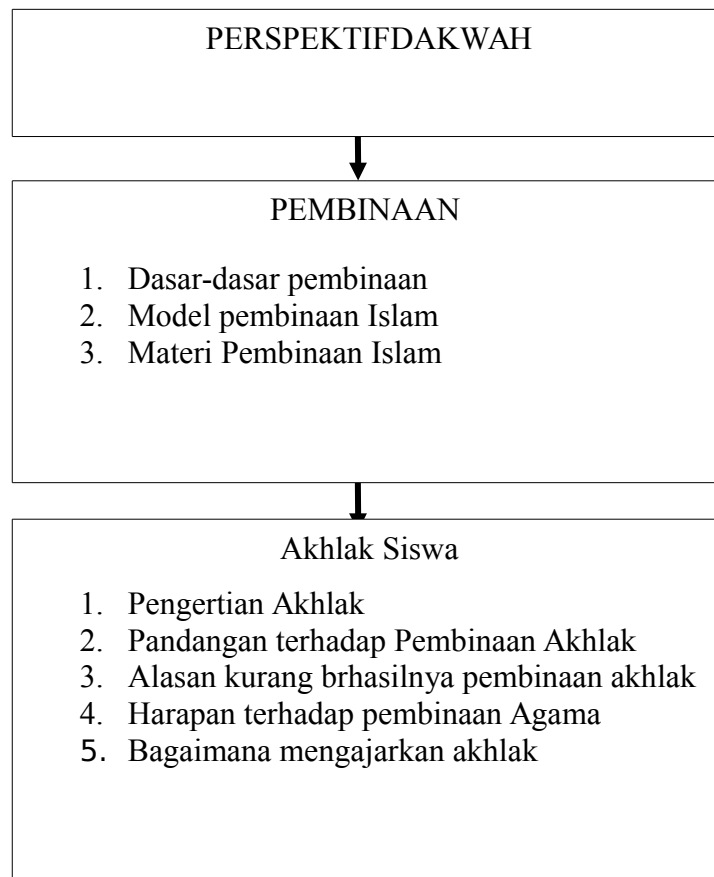 PERSPEKTIFDAKWAH
PEMBINAAN
1. Dasar-dasar pembinaan
2. Model pembinaan Islam
3. Materi Pembinaan Islam
Akhlak Siswa
1. Pengertian Akhlak
2. Pandangan terhadap Pembinaan Akhlak
3. Alasan kurang brhasilnya pembinaan akhlak
4. Harapan terhadap pembinaan Agama
5. Bagaimana mengajarkan akhlak